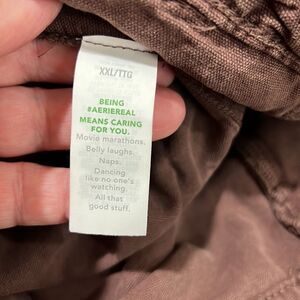 XXL/TTG
BEING
#AERIEREAL
MEANS CARING
FOR YOU.
Movie marathons.
Belly laughs.
Naps.
Dancing
like no one's
watching.
All that
good stuff.